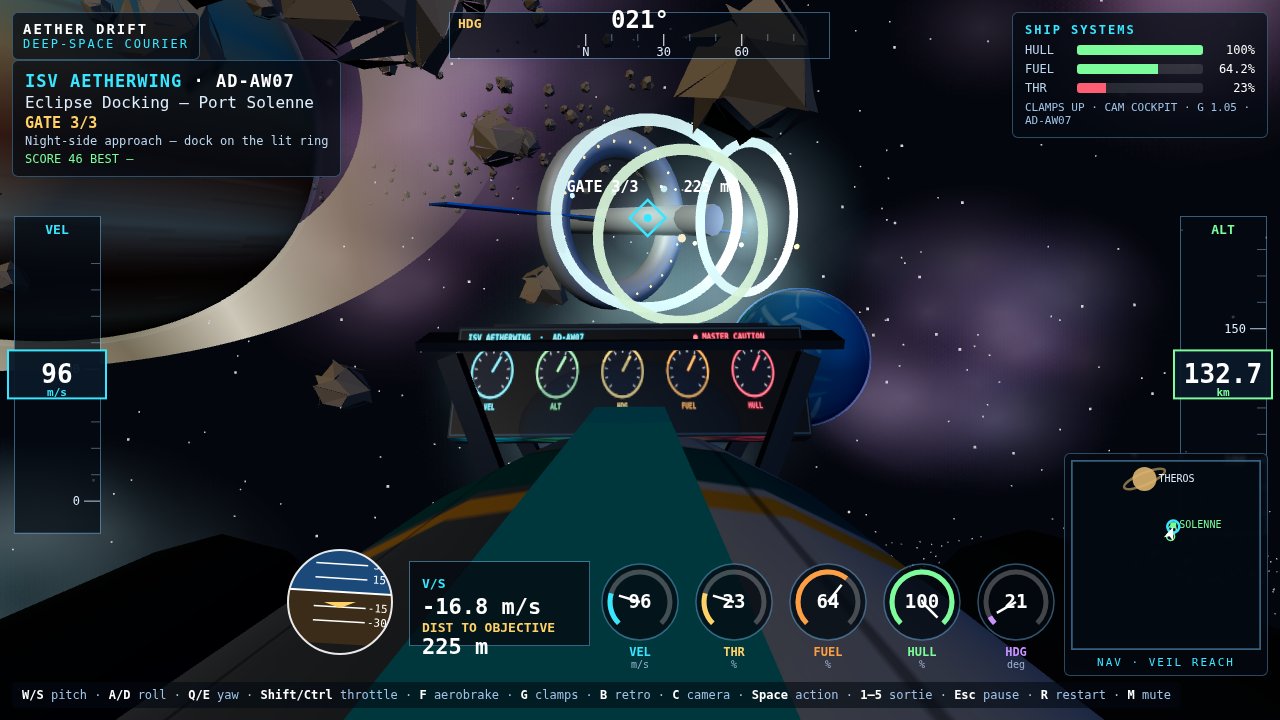 AETHER DRIFT
DEEP-SPACE COURIER
ISV AETHERWING · AD-AW07
Eclipse Docking — Port Solenne
GATE 3/3
Night-side approach — dock on the lit ring
SCORE 46 BEST —
HDG
021°
N 30 60
SHIP SYSTEMS
HULL 100%
FUEL 64.2%
THR 23%
CLAMPS UP · CAM COCKPIT · G 1.05 ·
AD-AW07
GATE 3/3 · 225 m
VEL
96
m/s
0
ALT
150
132.7
km
ISV AETHERWING · AD-AW07
MASTER CAUTION
VEL ALT HDG FUEL HULL
THEROS
SOLENNE
NAV · VEIL REACH
15
-15
-30
V/S
-16.8 m/s
DIST TO OBJECTIVE
225 m
96 23 64 100 21
VEL THR FUEL HULL HDG
m/s % % % deg
W/S pitch · A/D roll · Q/E yaw · Shift/Ctrl throttle · F aerobrake · G clamps · B retro · C camera · Space action · 1–5 sortie · Esc pause · R restart · M mute